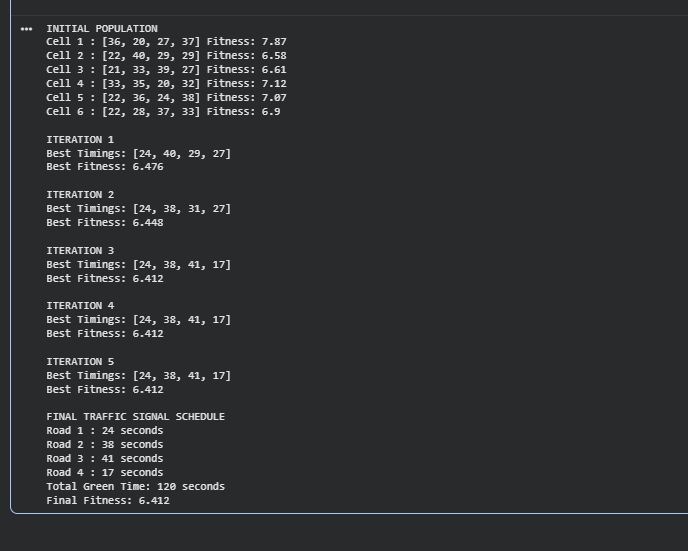 INITIAL POPULATION
Cell 1 : [36, 20, 27, 37] Fitness: 7.87
Cell 2 : [22, 40, 29, 29] Fitness: 6.58
Cell 3 : [21, 33, 39, 27] Fitness: 6.61
Cell 4 : [33, 35, 20, 32] Fitness: 7.12
Cell 5 : [22, 36, 24, 38] Fitness: 7.07
Cell 6 : [22, 28, 37, 33] Fitness: 6.9
ITERATION 1
Best Timings: [24, 40, 29, 27]
Best Fitness: 6.476
ITERATION 2
Best Timings: [24, 38, 31, 27]
Best Fitness: 6.448
ITERATION 3
Best Timings: [24, 38, 41, 17]
Best Fitness: 6.412
ITERATION 4
Best Timings: [24, 38, 41, 17]
Best Fitness: 6.412
ITERATION 5
Best Timings: [24, 38, 41, 17]
Best Fitness: 6.412
FINAL TRAFFIC SIGNAL SCHEDULE
Road 1 : 24 seconds
Road 2 : 38 seconds
Road 3 : 41 seconds
Road 4 : 17 seconds
Total Green Time: 120 seconds
Final Fitness: 6.412